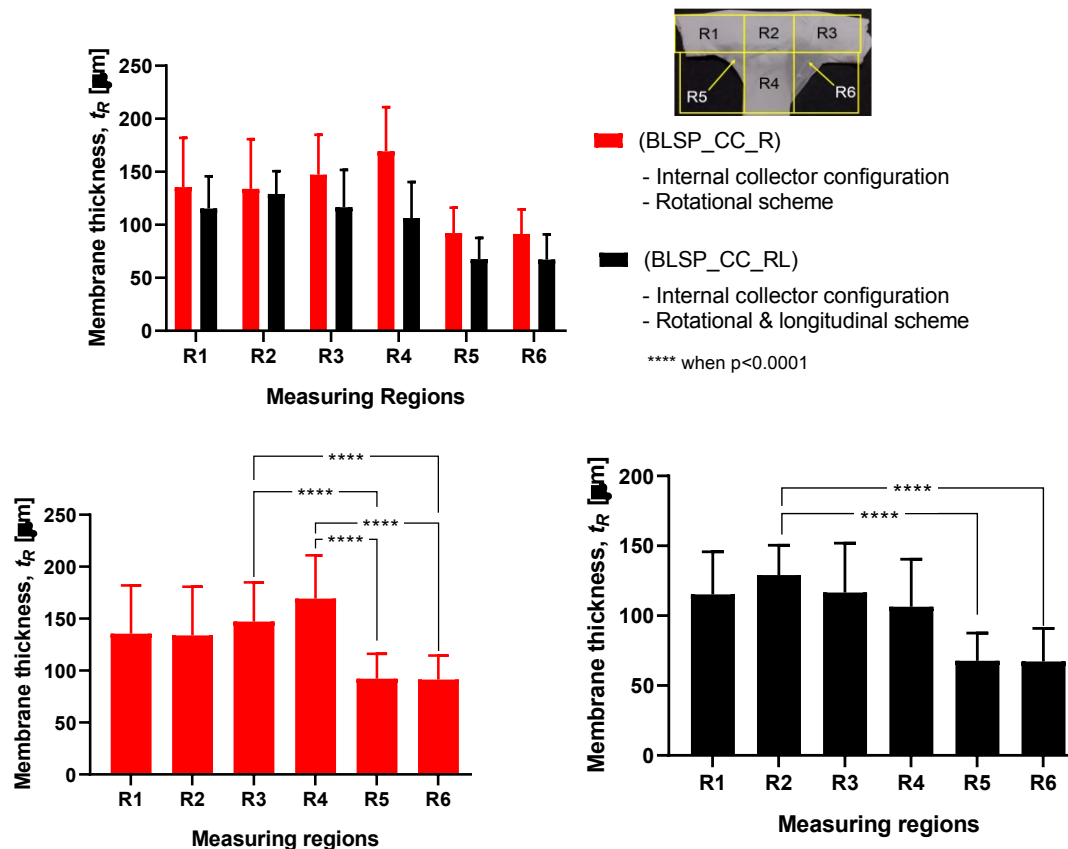 R1 R2 R3
R4
R5 R6
250
200
150
100
50
0
Membrane thickness, tR [μm]
R1 R2 R3 R4 R5 R6
Measuring Regions
(BLSP_CC_R)
- Internal collector configuration
- Rotational scheme
(BLSP_CC_RL)
- Internal collector configuration
- Rotational & longitudinal scheme
**** when p<0.0001
****
****
****
****
250
200
150
100
50
0
Membrane thickness, tR [μm]
R1 R2 R3 R4 R5 R6
Measuring regions
****
****
200
150
100
50
0
Membrane thickness, tR [μm]
R1 R2 R3 R4 R5 R6
Measuring regions